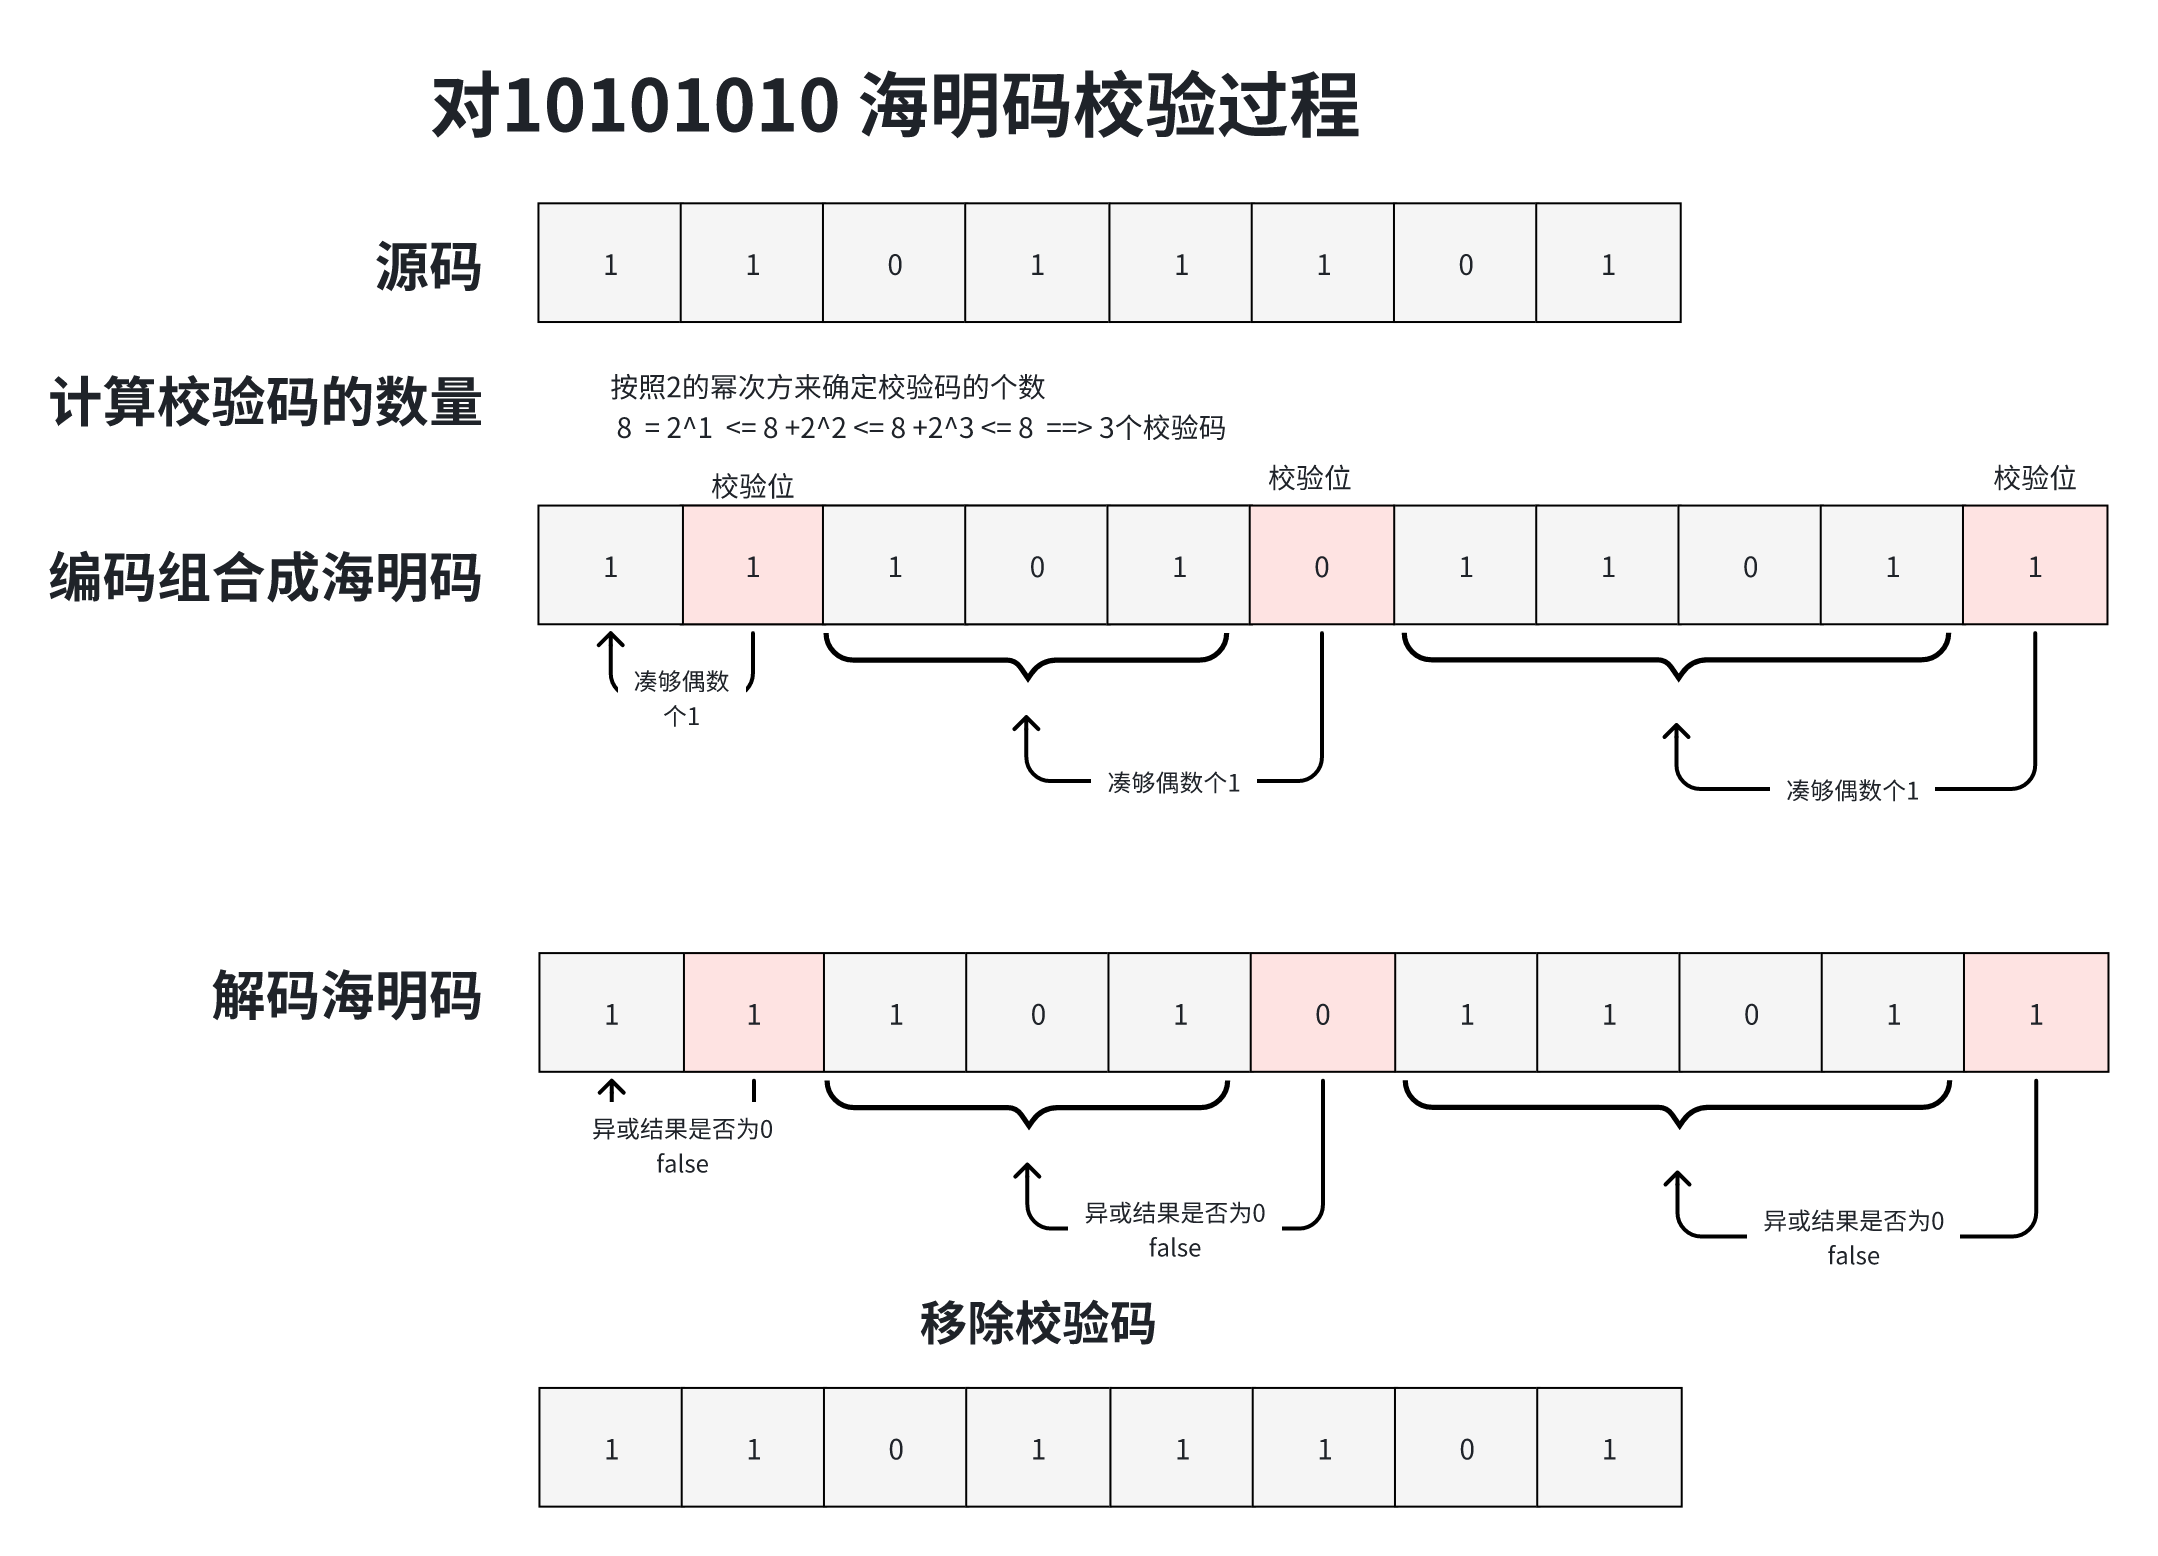 对10101010 海明码校验过程
源码
1 1 0 1 1 1 0 1
计算校验码的数量
按照2的幂次方来确定校验码的个数
8 = 2^1 <= 8 +2^2 <= 8 +2^3 <= 8 ==> 3个校验码
校验位 校验位 校验位
编码组合成海明码
1 1 1 0 1 0 1 1 0 1 1
凑够偶数
个1
凑够偶数个1
凑够偶数个1
解码海明码
1 1 1 0 1 0 1 1 0 1 1
异或结果是否为0
false
异或结果是否为0
false
异或结果是否为0
false
移除校验码
1 1 0 1 1 1 0 1